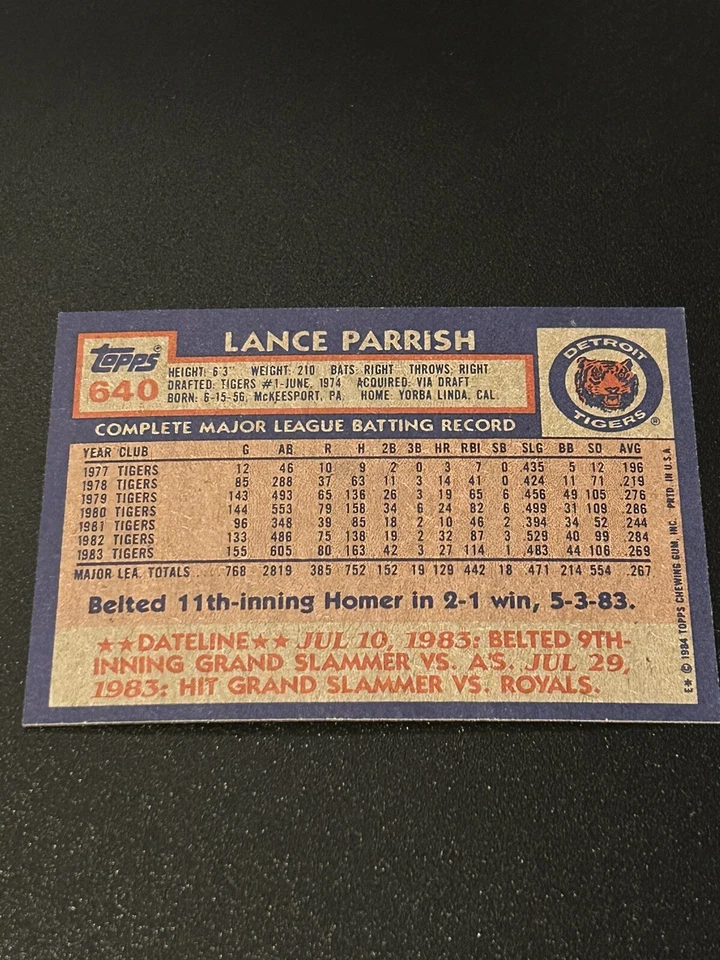 LANCE PARRISH
Topps®
640
HEIGHT: 6'3" WEIGHT: 210 BATS: RIGHT THROWS: RIGHT
DRAFTED: TIGERS #1-JUNE, 1974 ACQUIRED: VIA DRAFT
BORN: 6-15-56, McKEESPORT, PA. HOME: YORBA LINDA, CAL.
DETROIT
TIGERS®
COMPLETE MAJOR LEAGUE BATTING RECORD
YEAR CLUB G AB R H 2B 3B HR RBI SB SLG BB SO AVG
1977 TIGERS 12 46 10 9 2 0 3 7 0 .435 5 12 .196
1978 TIGERS 85 288 37 63 11 3 14 41 0 .424 11 71 .219
1979 TIGERS 143 493 65 136 26 3 19 65 6 .456 49 105 .276
1980 TIGERS 144 553 79 158 34 6 24 82 6 .499 31 109 .286
1981 TIGERS 96 348 39 85 18 2 10 46 2 .394 34 52 .244
1982 TIGERS 133 486 75 138 19 2 32 87 3 .529 40 99 .284
1983 TIGERS 155 605 80 163 42 3 27 114 1 .483 44 106 .269
MAJOR LEA. TOTALS 768 2819 385 752 152 19 129 442 18 .471 214 554 .267
Belted 11th-inning Homer in 2-1 win, 5-3-83.
★★DATELINE★★ JUL 10, 1983: BELTED 9TH-
INNING GRAND SLAMMER VS. A'S. JUL 29,
1983: HIT GRAND SLAMMER VS. ROYALS.
E* © 1984 TOPPS CHEWING GUM, INC. PRTD. IN U.S.A.